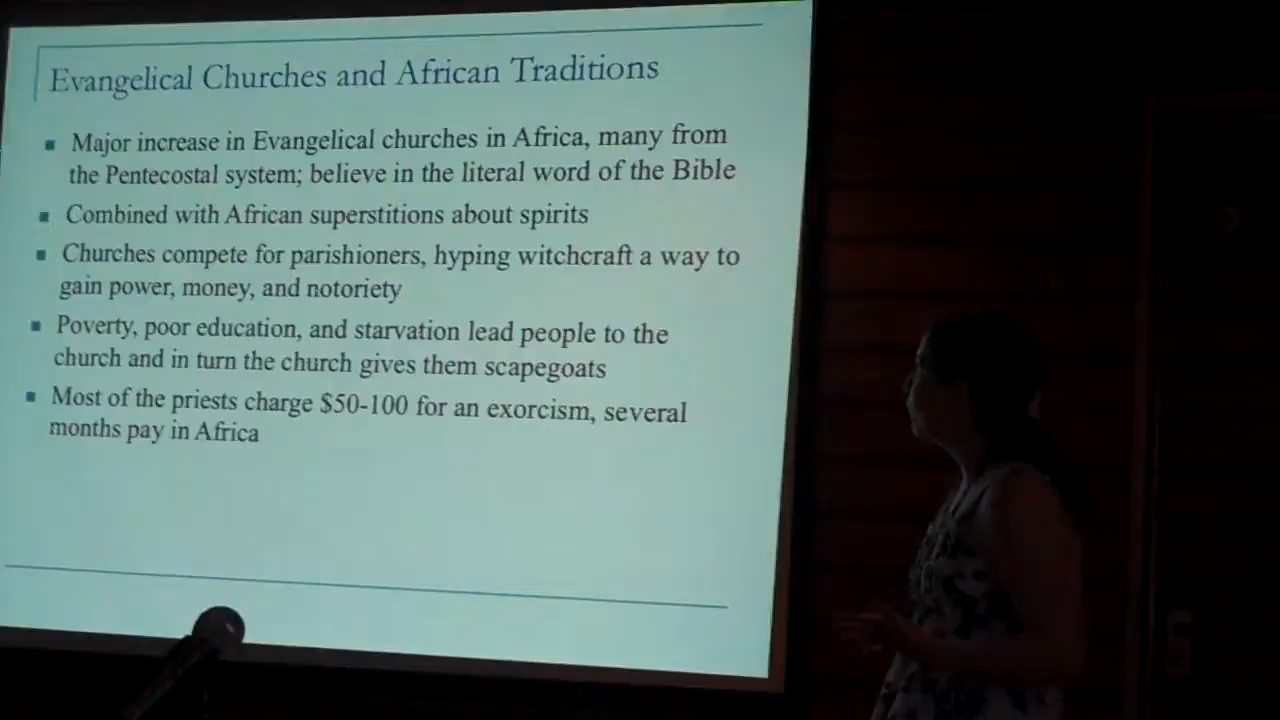 Evangelical Churches and African Traditions
Major increase in Evangelical churches in Africa, many from
the Pentecostal system; believe in the literal word of the Bible
Combined with African superstitions about spirits
Churches compete for parishioners, hyping witchcraft a way to
gain power, money, and notoriety
Poverty, poor education, and starvation lead people to the
church and in turn the church gives them scapegoats
Most of the priests charge $50-100 for an exorcism, several
months pay in Africa